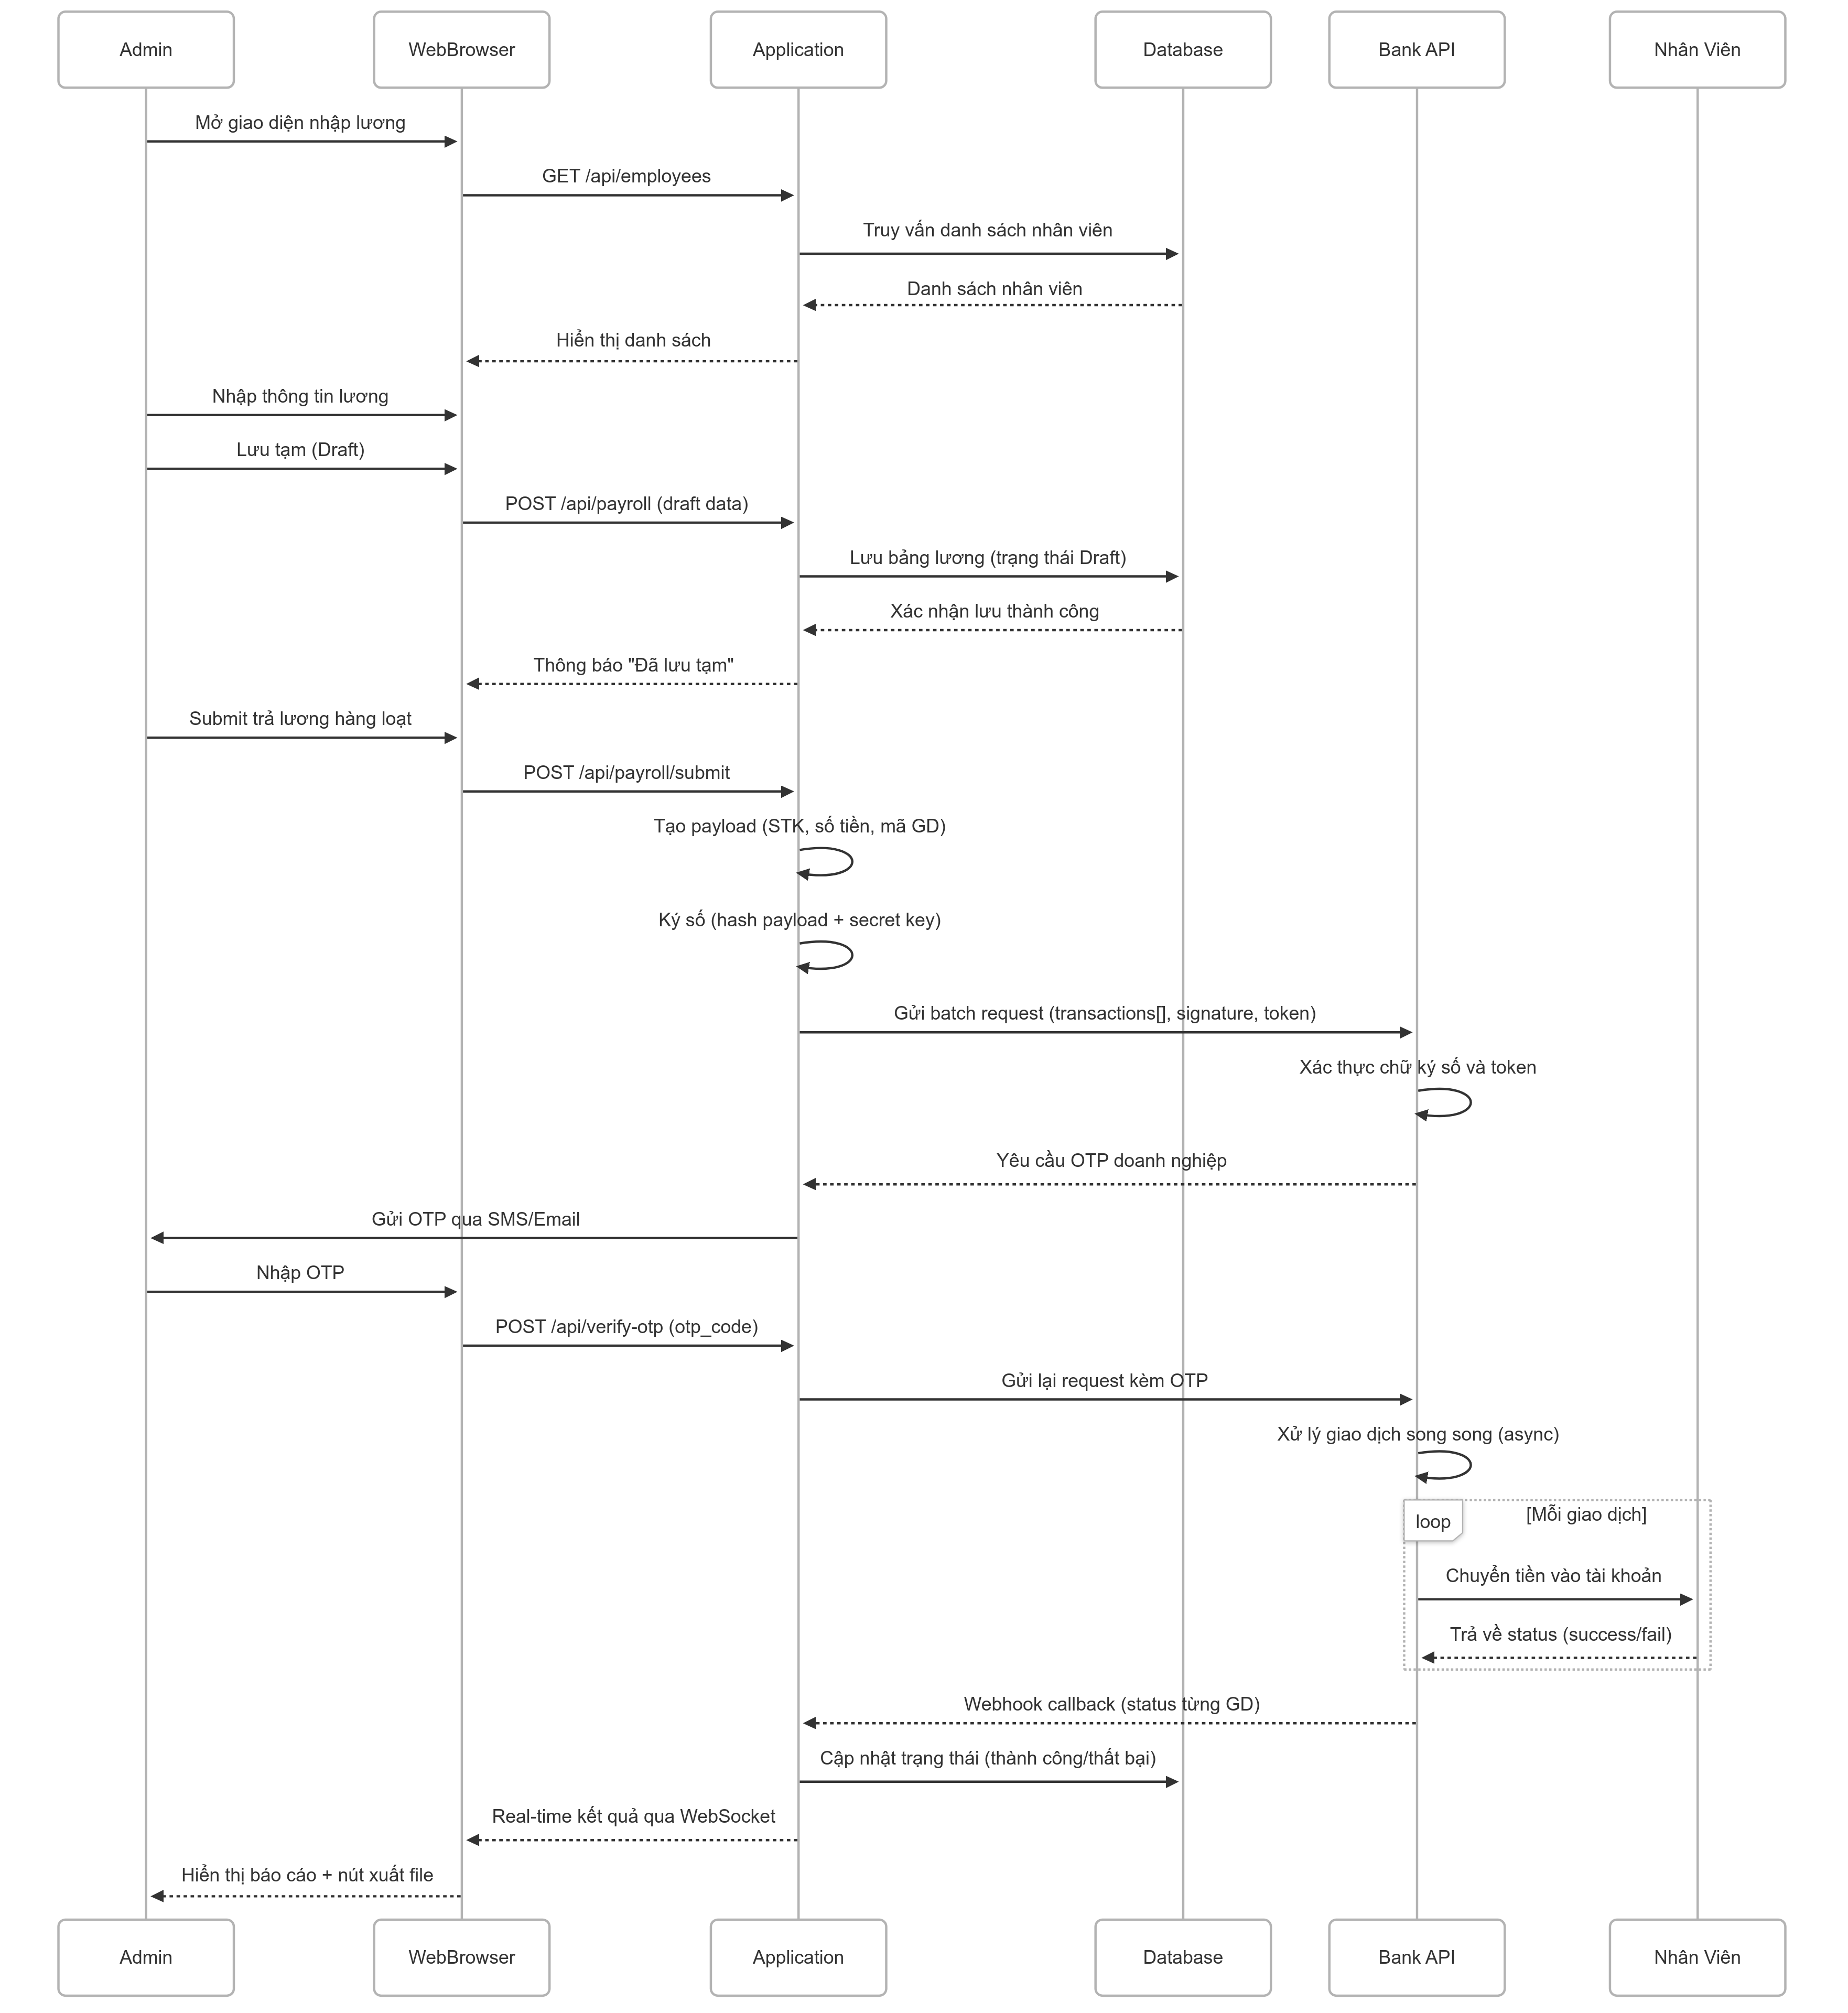 Admin
WebBrowser
Application
Database
Bank API
Nhân Viên
Mở giao diện nhập lương
GET /api/employees
Truy vấn danh sách nhân viên
Danh sách nhân viên
Hiển thị danh sách
Nhập thông tin lương
Lưu tạm (Draft)
POST /api/payroll (draft data)
Lưu bảng lương (trạng thái Draft)
Xác nhận lưu thành công
Thông báo "Đã lưu tạm"
Submit trả lương hàng loạt
POST /api/payroll/submit
Tạo payload (STK, số tiền, mã GD)
Ký số (hash payload + secret key)
Gửi batch request (transactions[], signature, token)
Xác thực chữ ký số và token
Yêu cầu OTP doanh nghiệp
Gửi OTP qua SMS/Email
Nhập OTP
POST /api/verify-otp (otp_code)
Gửi lại request kèm OTP
Xử lý giao dịch song song (async)
loop
[Mỗi giao dịch]
Chuyển tiền vào tài khoản
Trả về status (success/fail)
Webhook callback (status từng GD)
Cập nhật trạng thái (thành công/thất bại)
Real-time kết quả qua WebSocket
Hiển thị báo cáo + nút xuất file
Admin
WebBrowser
Application
Database
Bank API
Nhân Viên